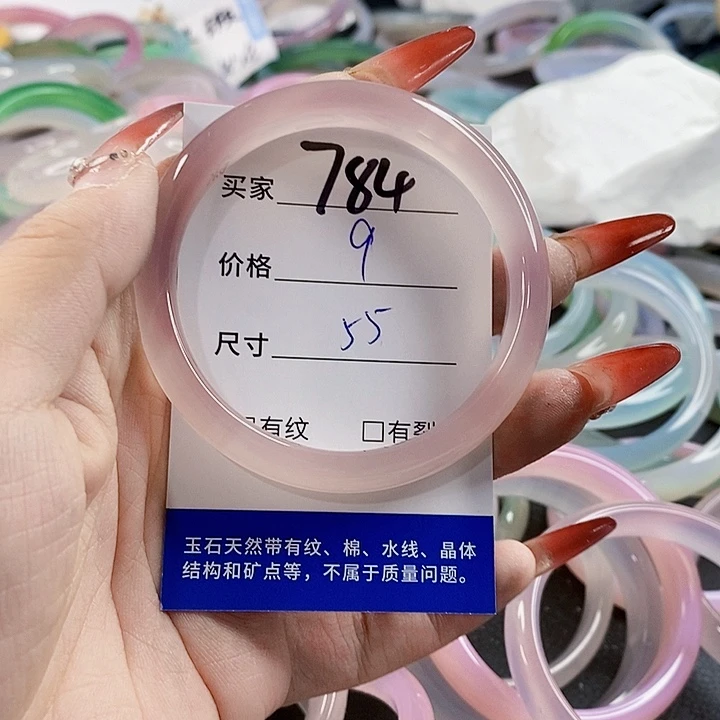 买家 784
价格 9
尺寸 55
有纹 □有裂
玉石天然带有纹、棉、水线、晶体
结构和矿点等，不属于质量问题。